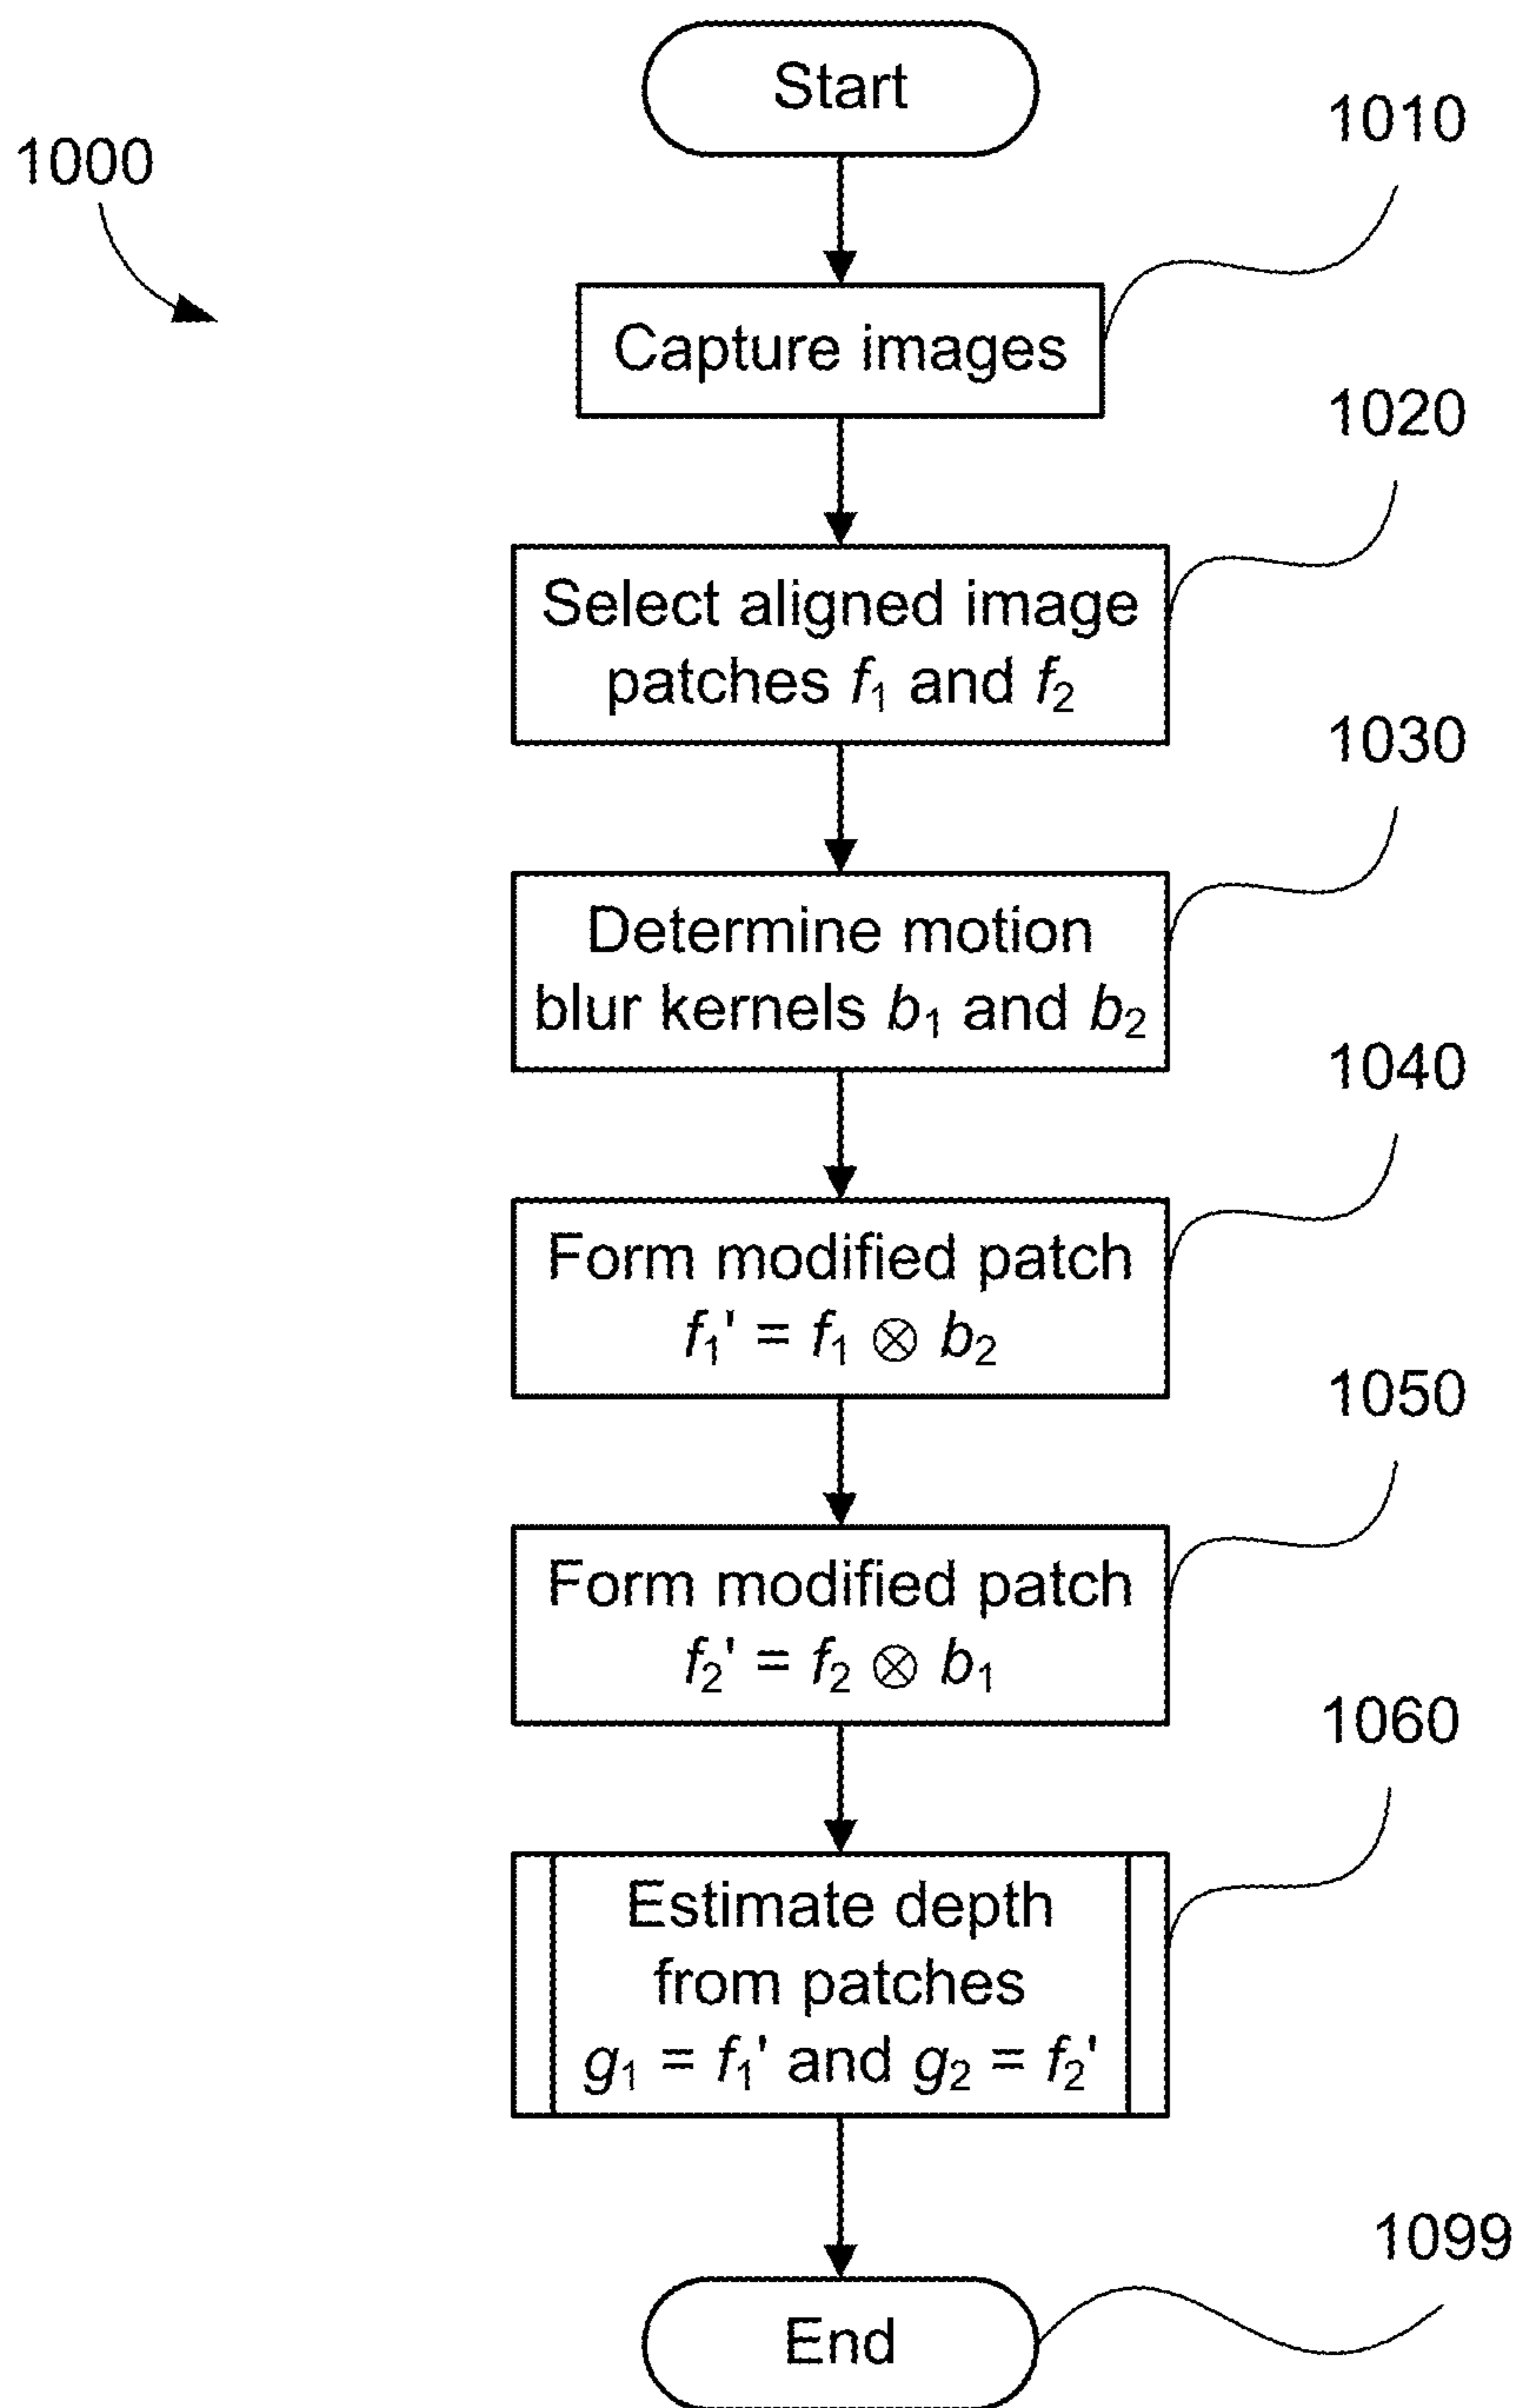 Start
1010
1000
Capture images
1020
Select aligned image
patches f₁ and f₂
1030
Determine motion
blur kernels b₁ and b₂
1040
Form modified patch
f₁' = f₁ ⊗ b₂
1050
Form modified patch
f₂' = f₂ ⊗ b₁
1060
Estimate depth
from patches
g₁ = f₁' and g₂ = f₂'
1099
End